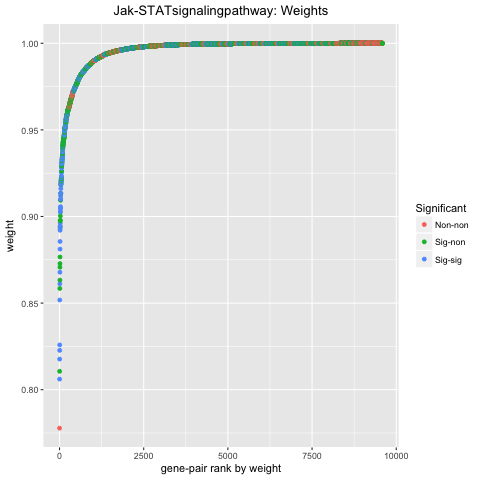 Jak-STATsignalingpathway: Weights
1.00
0.95
0.90
0.85
0.80
weight
0
2500
5000
7500
10000
gene-pair rank by weight
Significant
Non-non
Sig-non
Sig-sig